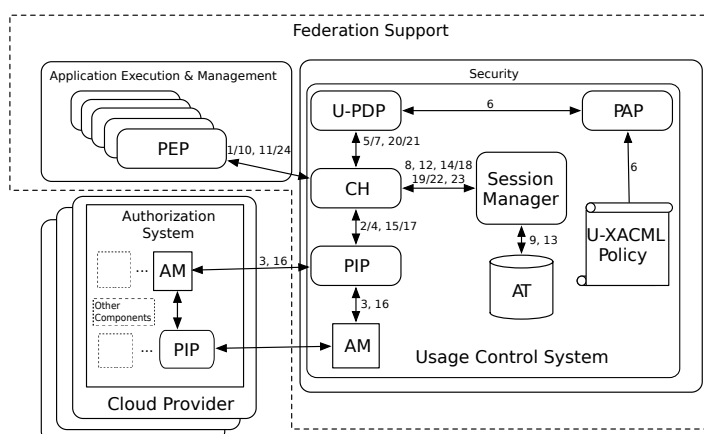 Federation Support
Application Execution & Management
Security
U-PDP
6
PAP
PEP
1/10, 11/24
5/7, 20/21
8, 12, 14/18
19/22, 23
CH
Session
Manager
6
2/4, 15/17
U-XACML
Policy
Authorization
System
...
AM
3, 16
PIP
9, 13
AT
3, 16
Other
Components
...
PIP
AM
Usage Control System
Cloud Provider